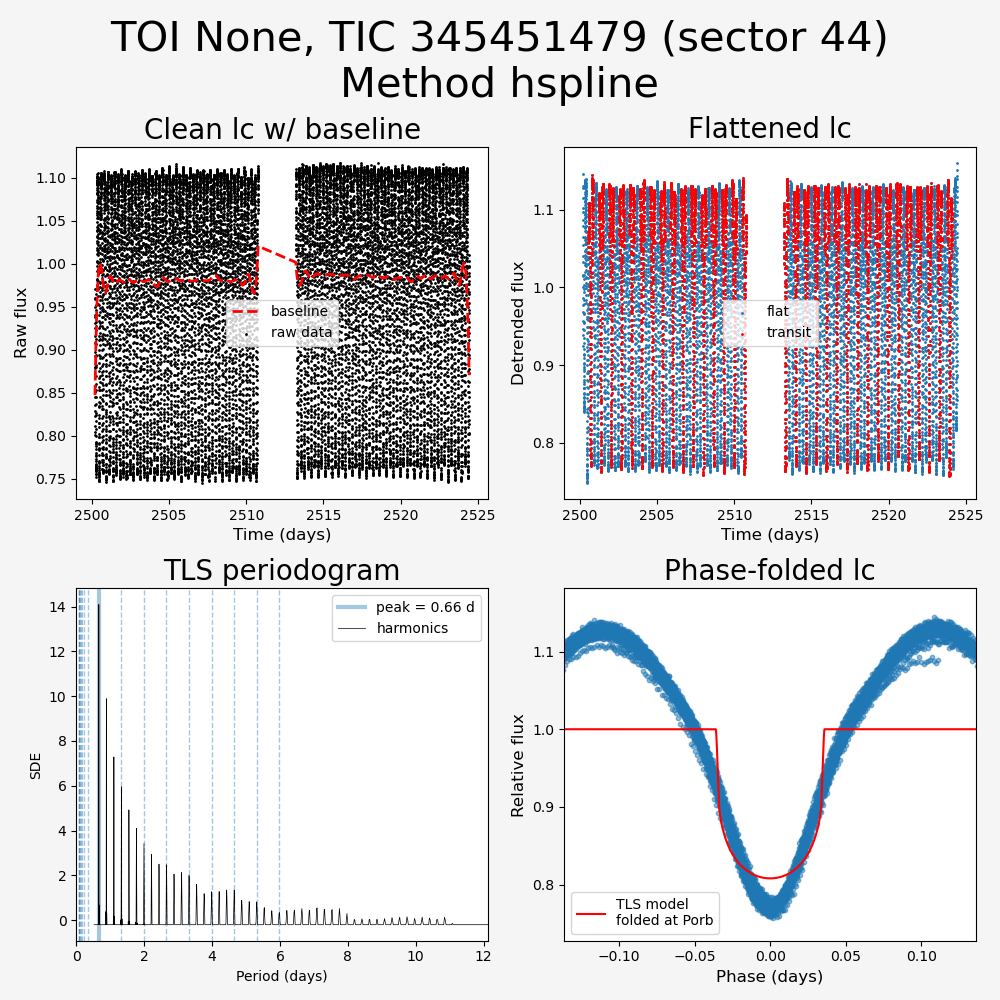 TOI None, TIC 345451479 (sector 44)
Method hspline
Clean lc w/ baseline
Raw flux
1.10
1.05
1.00
0.95
0.90
0.85
0.80
0.75
baseline
raw data
2500
2505
2510
2515
2520
2525
Time (days)
Flattened lc
Detrended flux
1.1
1.0
0.9
0.8
flat
transit
2500
2505
2510
2515
2520
2525
Time (days)
TLS periodogram
SDE
14
12
10
8
6
4
2
0
peak = 0.66 d
harmonics
0
2
4
6
8
10
12
Period (days)
Phase-folded lc
Relative flux
1.1
1.0
0.9
0.8
TLS model
folded at Porb
−0.10
−0.05
0.00
0.05
0.10
Phase (days)